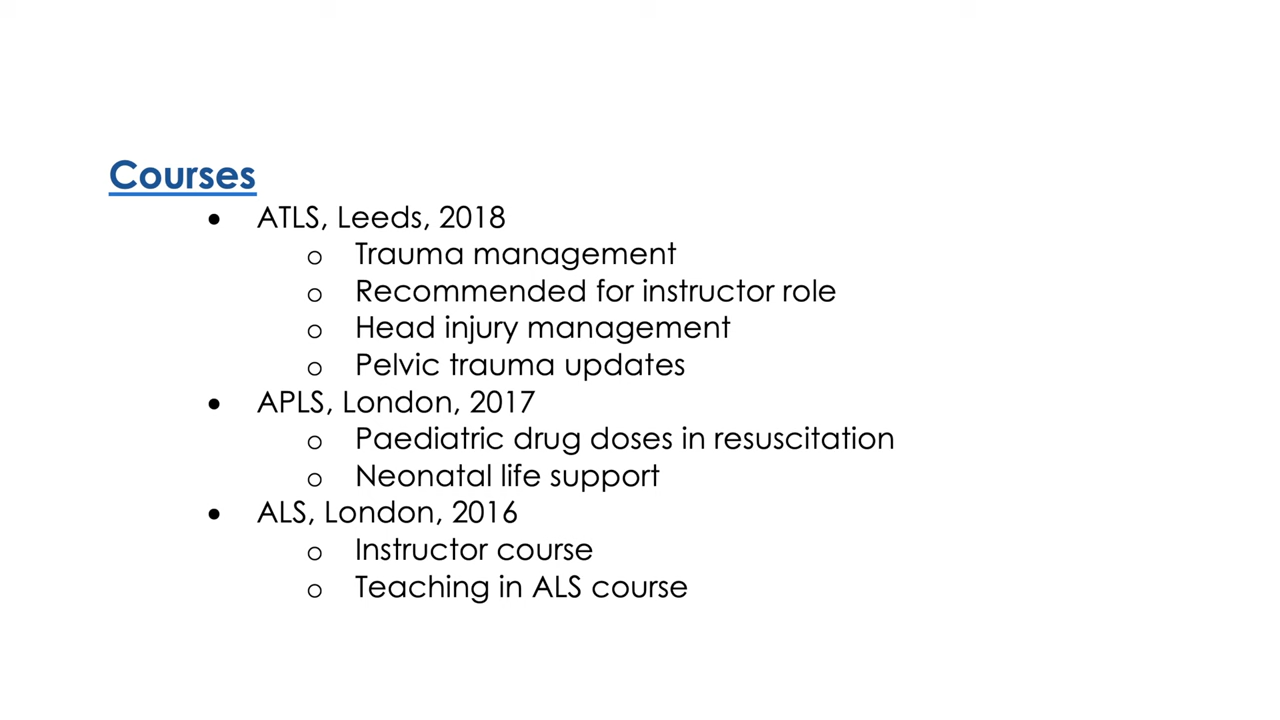 Courses
• ATLS, Leeds, 2018
o Trauma management
o Recommended for instructor role
o Head injury management
o Pelvic trauma updates
• APLS, London, 2017
o Paediatric drug doses in resuscitation
o Neonatal life support
• ALS, London, 2016
o Instructor course
o Teaching in ALS course